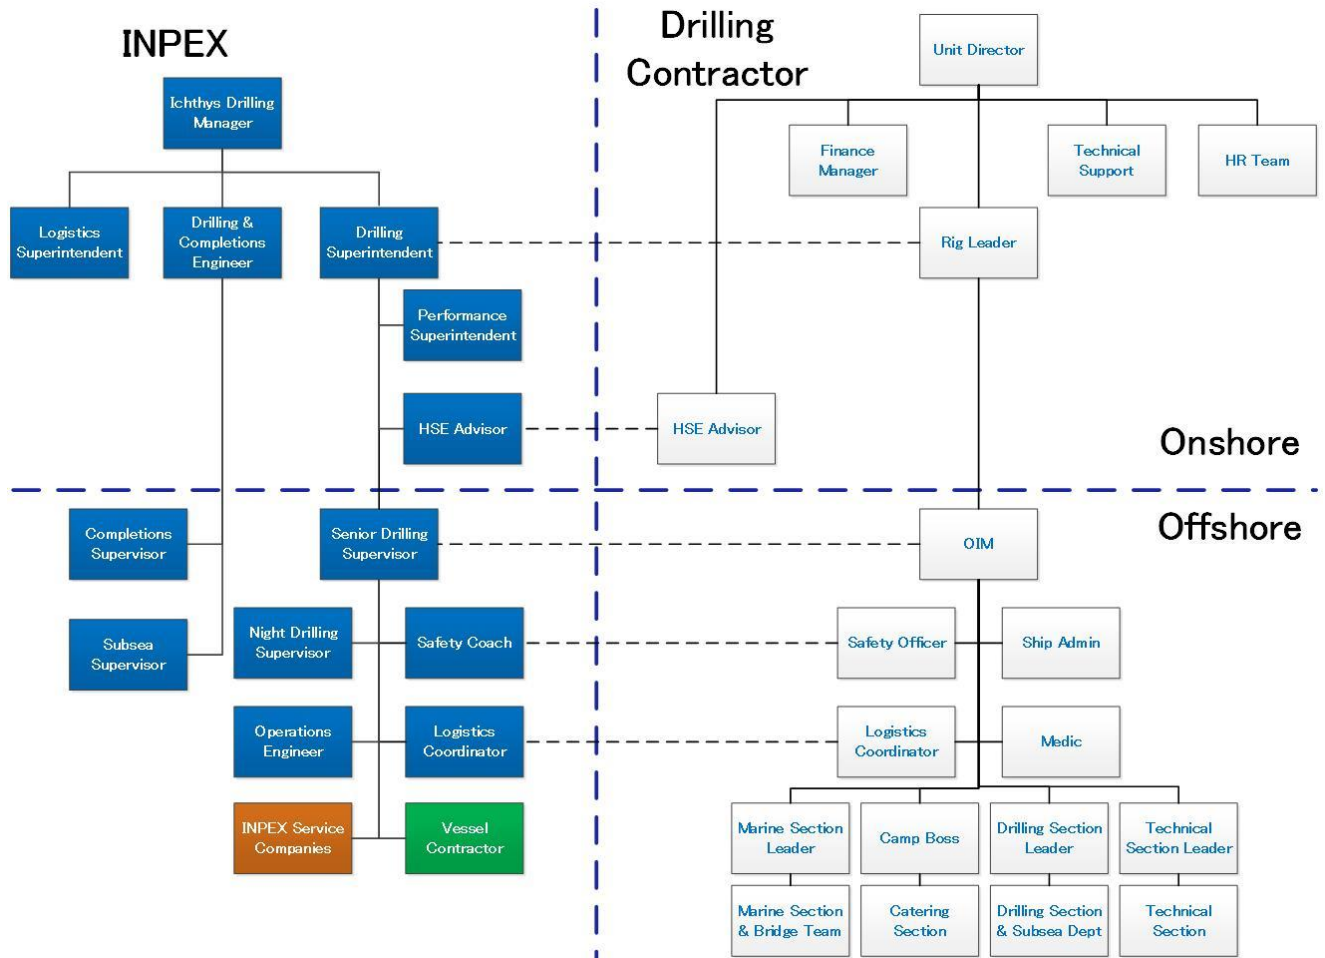 INPEX
Drilling
Contractor
Unit Director
Ichthys Drilling
Manager
Finance
Manager
Technical
Support
HR Team
Logistics
Superintendent
Drilling &
Completions
Engineer
Drilling
Superintendent
Rig Leader
Performance
Superintendent
HSE Advisor
HSE Advisor
Onshore
Offshore
Completions
Supervisor
Senior Drilling
Supervisor
OIM
Subsea
Supervisor
Night Drilling
Supervisor
Safety Coach
Safety Officer
Ship Admin
Operations
Engineer
Logistics
Coordinator
Logistics
Coordinator
Medic
INPEX Service
Companies
Vessel
Contractor
Marine Section
Leader
Camp Boss
Drilling Section
Leader
Technical
Section Leader
Marine Section
& Bridge Team
Catering
Section
Drilling Section
& Subsea Dept
Technical
Section